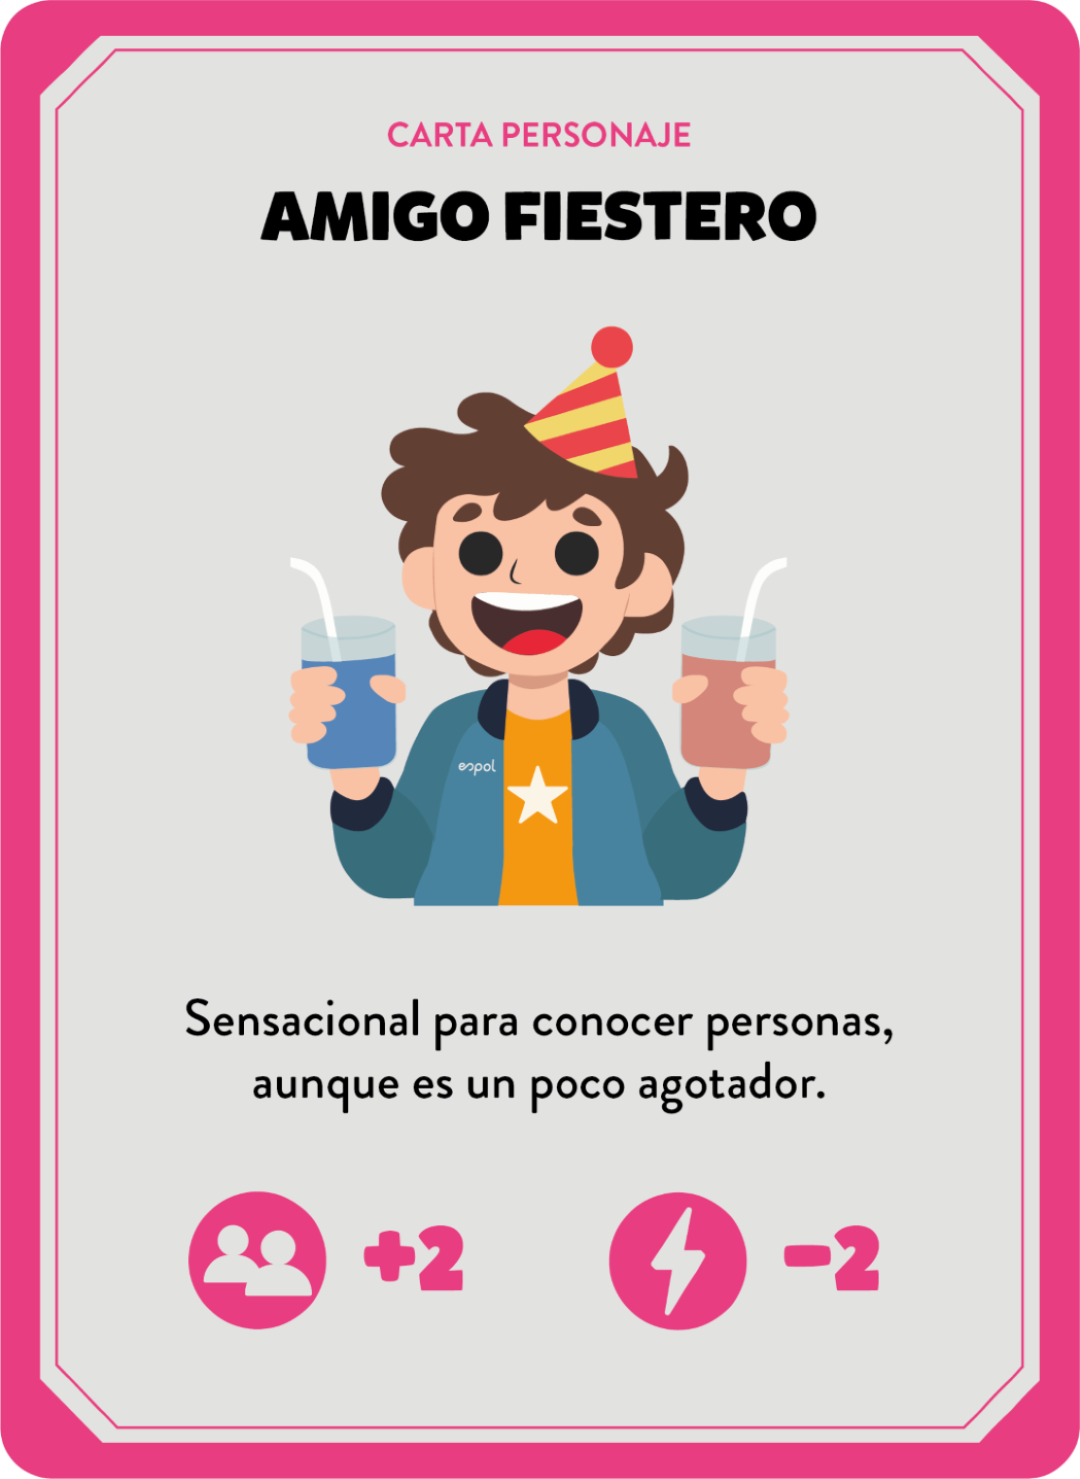 CARTA PERSONAJE
AMIGO FIESTERO
espol
Sensacional para conocer personas,
aunque es un poco agotador.
+2 -2